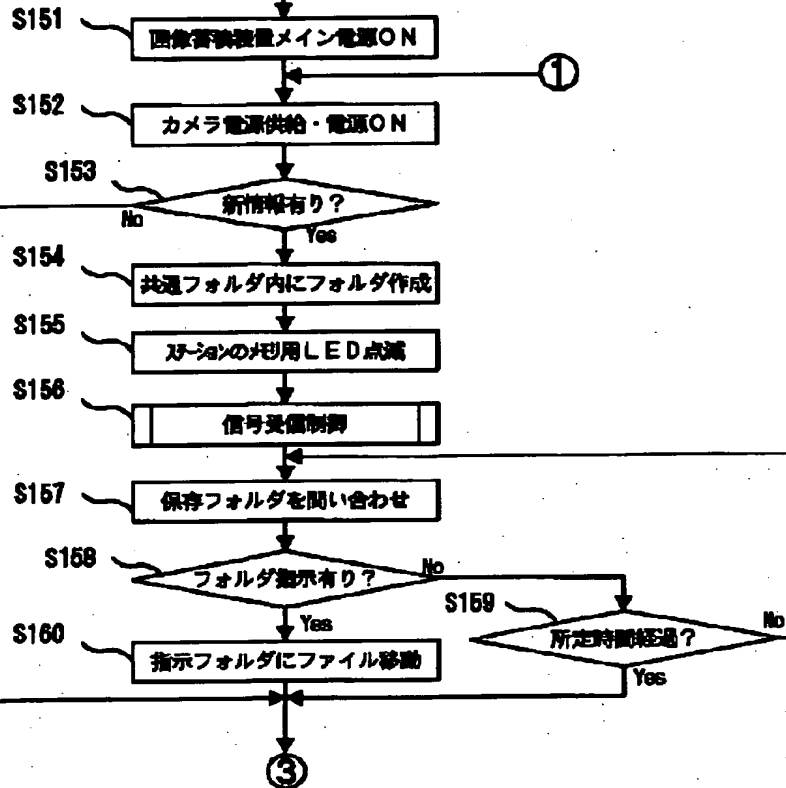 S151
画像蓄積装置メイン電源ON
①
S152
カメラ電源供給・電源ON
S153
新情報有り?
No
Yes
S154
共通フォルダ内にフォルダ作成
S155
ステーションのメモリ用LED点滅
S156
信号受信制御
S157
保存フォルダを問い合わせ
S158
フォルダ指示有り?
No
Yes
S159
所定時間経過?
No
Yes
S160
指示フォルダにファイル移動
③